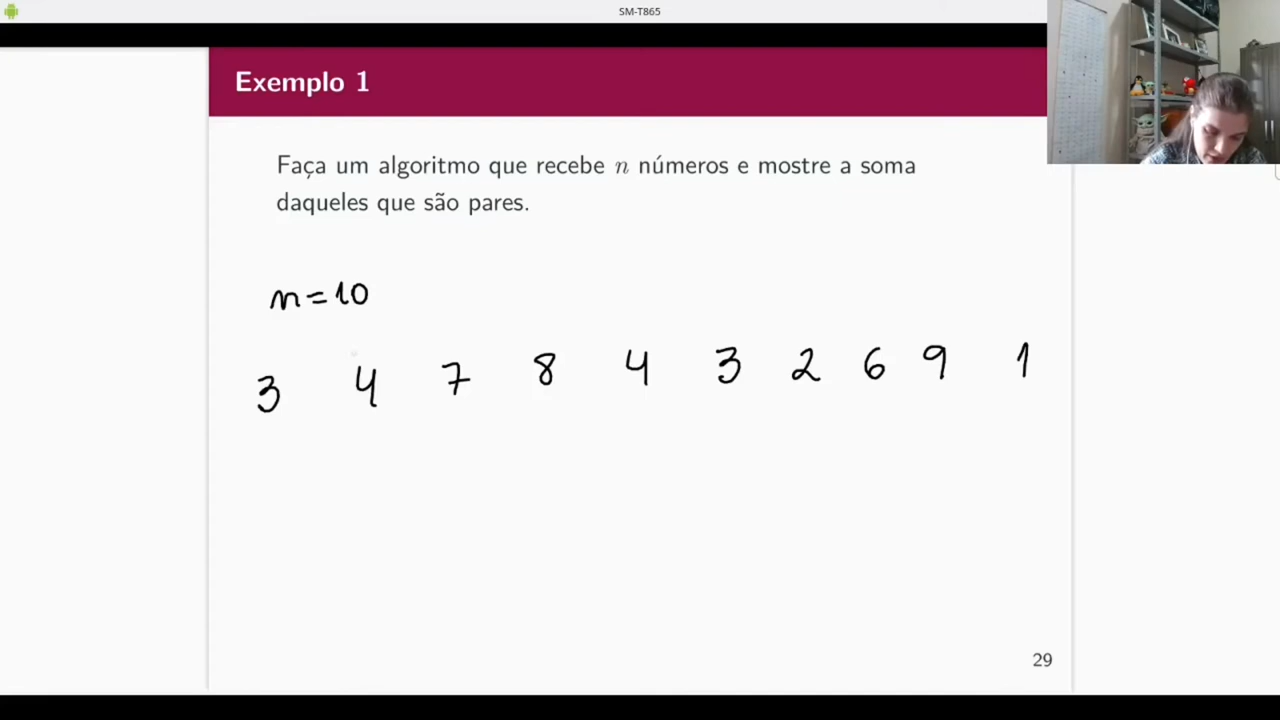 SM-T865
Exemplo 1
Faça um algoritmo que recebe n números e mostre a soma
daqueles que são pares.
n=10
3 4 7 8 4 3 2 6 9 1
29